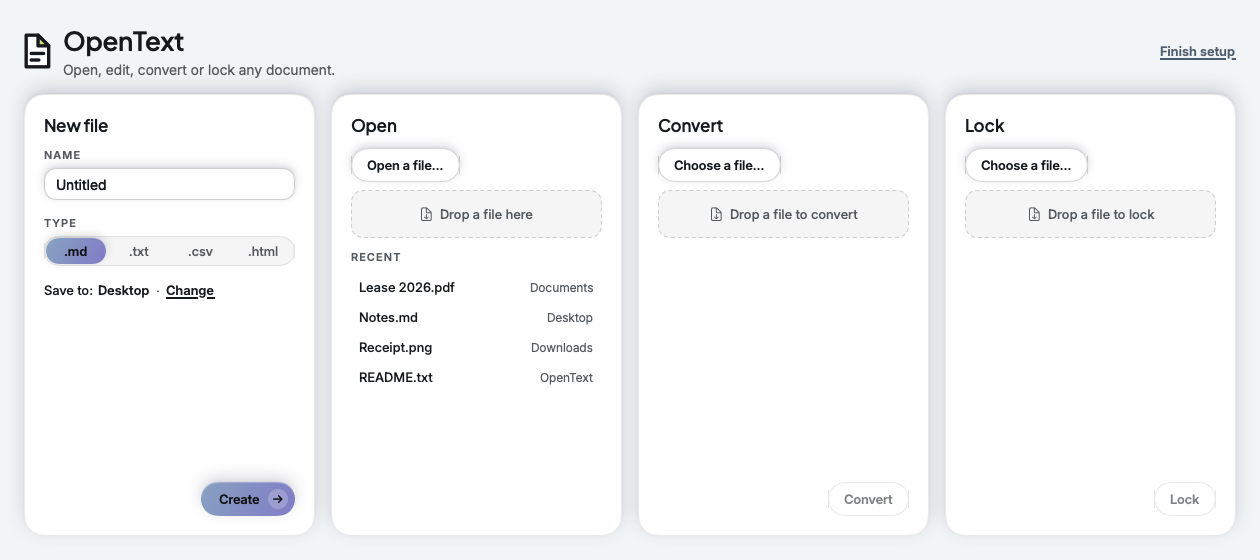 OpenText
Open, edit, convert or lock any document.
Finish setup
New file
NAME
Untitled
TYPE
.md .txt .csv .html
Save to: Desktop · Change
Create
Open
Open a file...
Drop a file here
RECENT
Lease 2026.pdf Documents
Notes.md Desktop
Receipt.png Downloads
README.txt OpenText
Convert
Choose a file...
Drop a file to convert
Convert
Lock
Choose a file...
Drop a file to lock
Lock